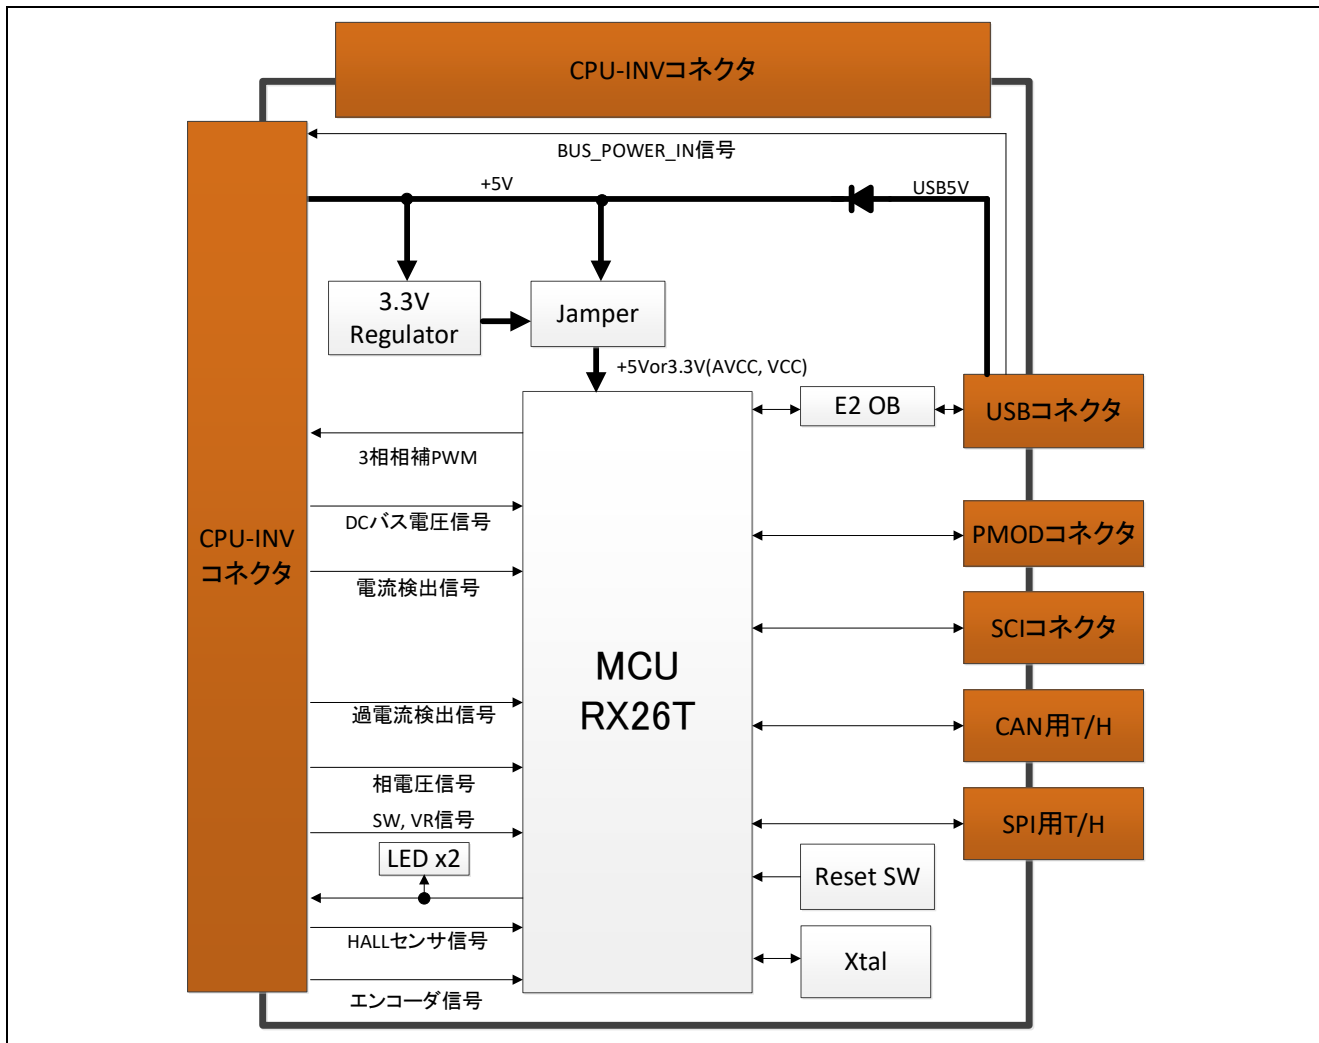 CPU-INVコネクタ
BUS_POWER_IN信号
+5V
USB5V
3.3V
Regulator
Jamper
+5Vor3.3V(AVCC, VCC)
E2 OB
USBコネクタ
3相相補PWM
DCバス電圧信号
PMODコネクタ
CPU-INV
コネクタ
電流検出信号
SCIコネクタ
MCU
RX26T
過電流検出信号
CAN用T/H
相電圧信号
SW, VR信号
SPI用T/H
LED x2
Reset SW
HALLセンサ信号
Xtal
エンコーダ信号